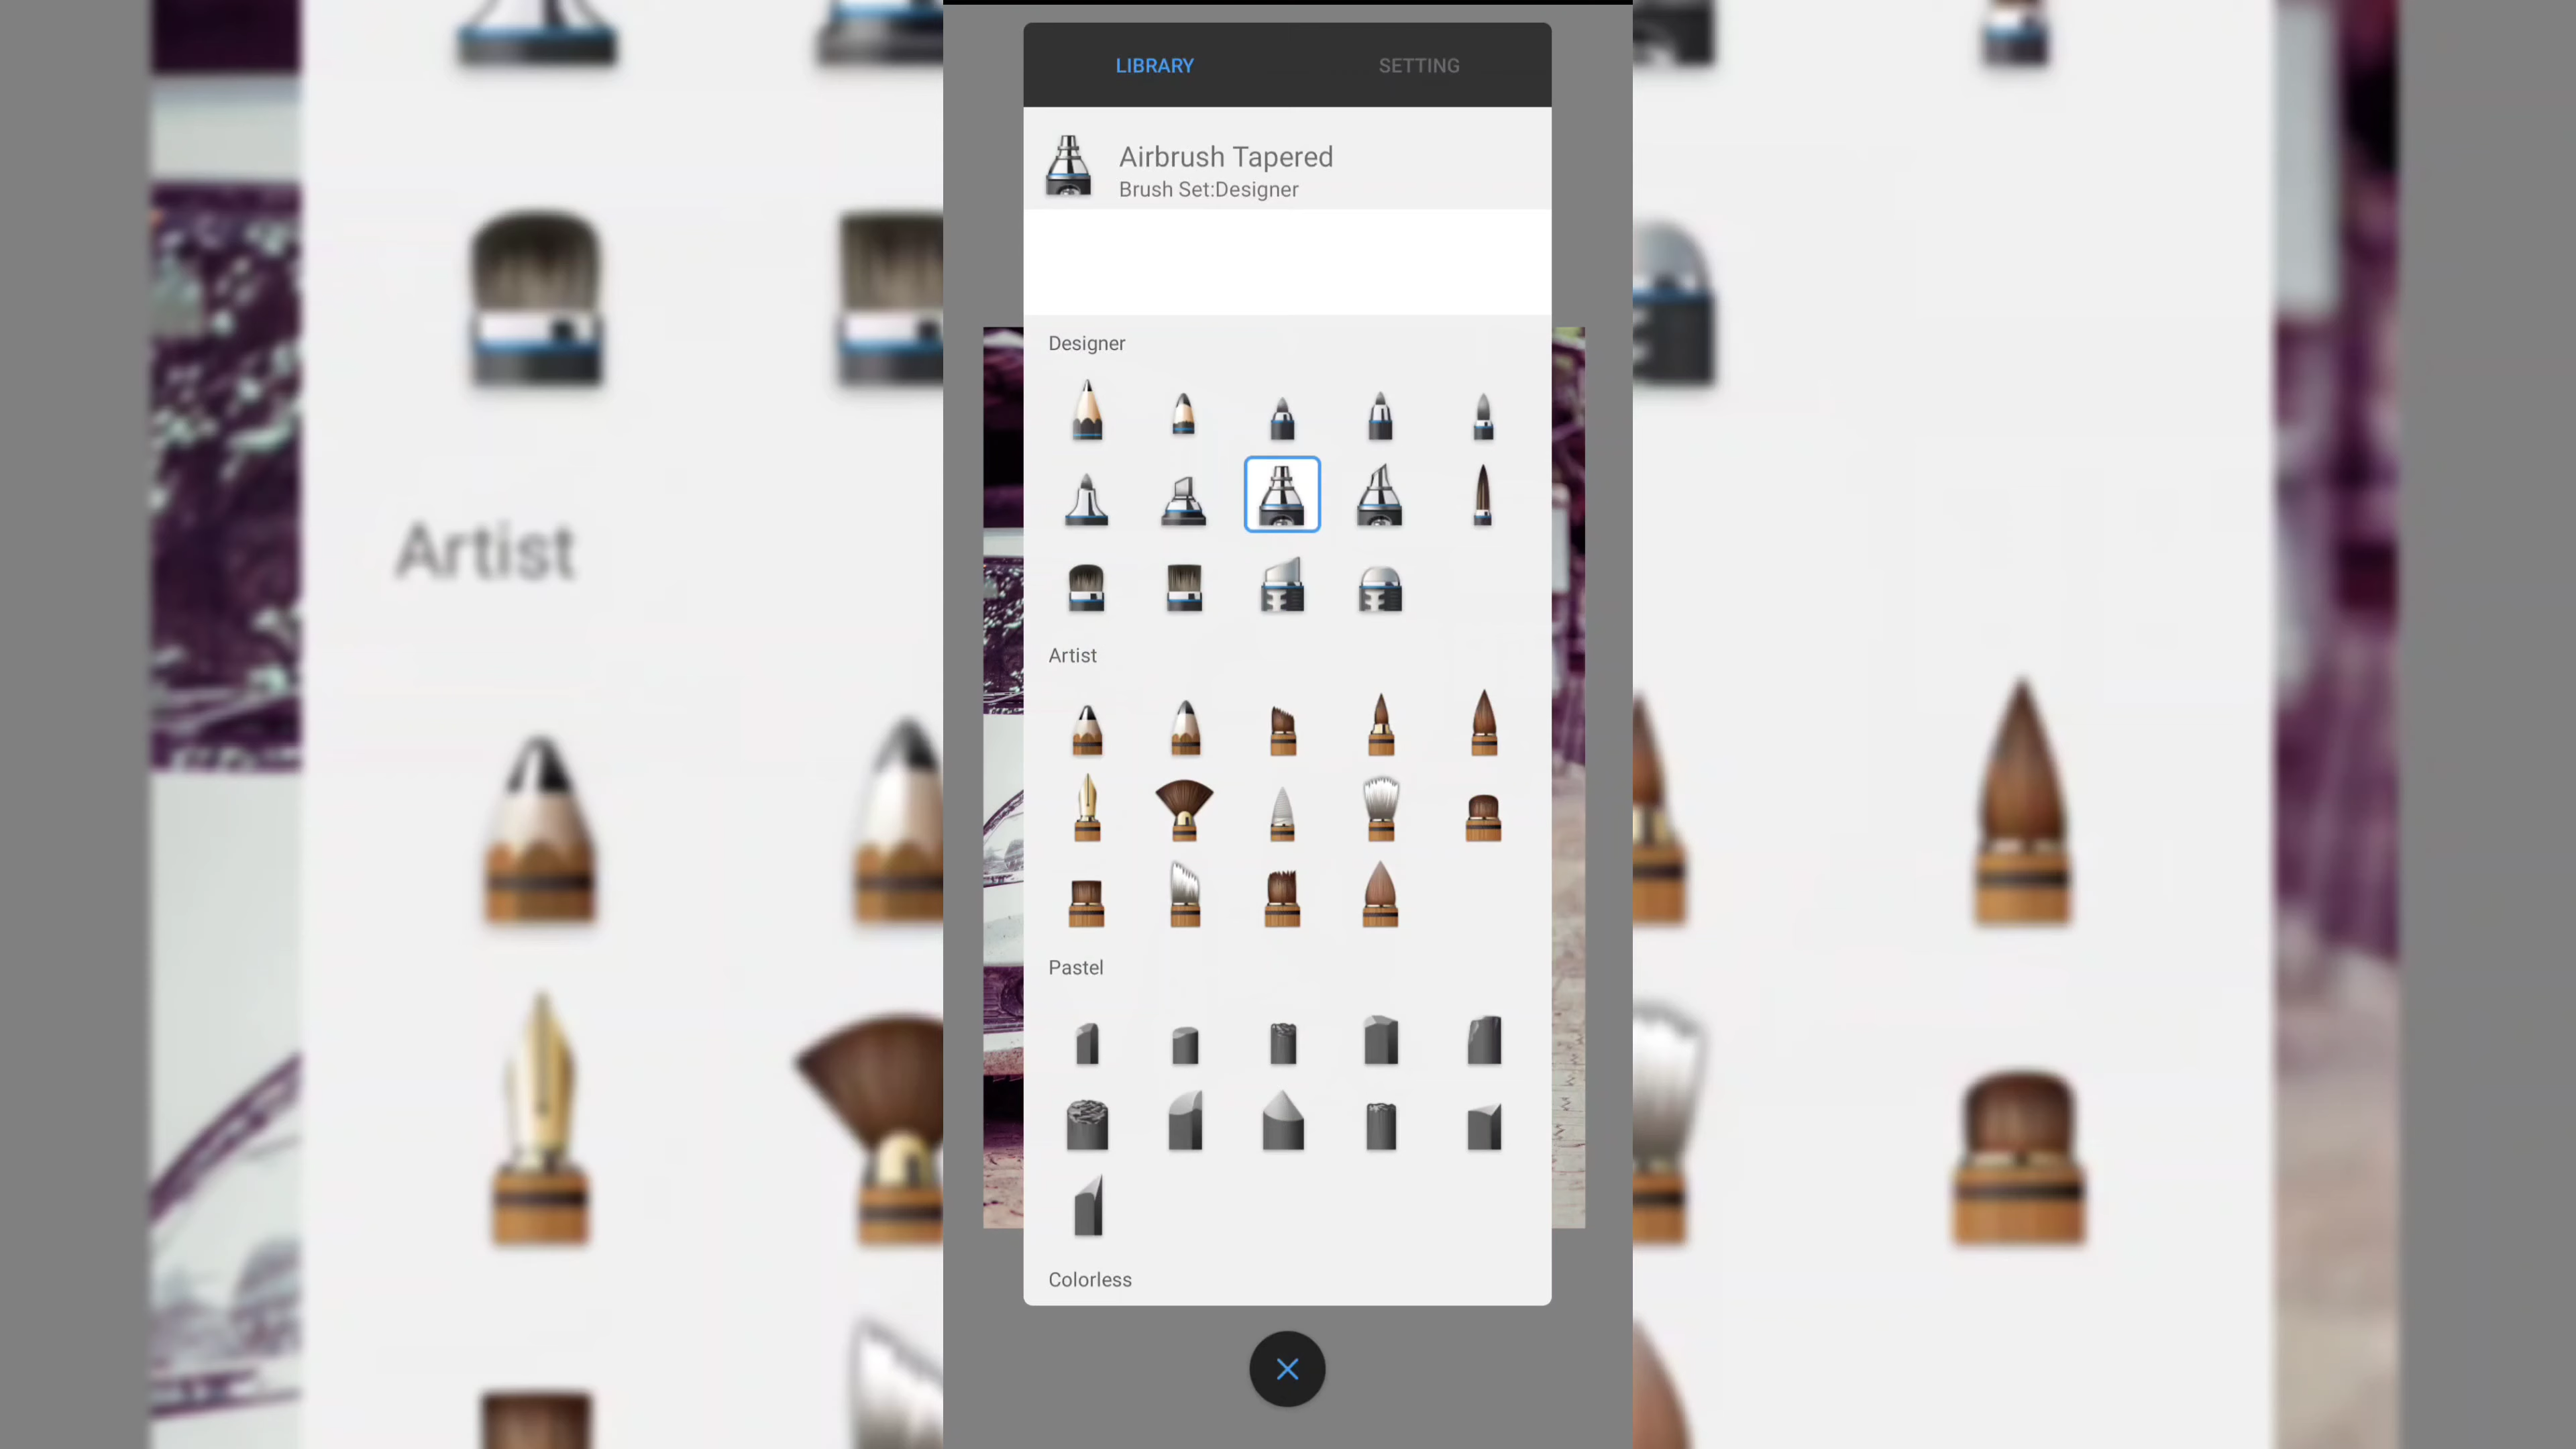 LIBRARY
SETTING
Airbrush Tapered
Brush Set:Designer
Designer
Artist
Artist
Pastel
Colorless